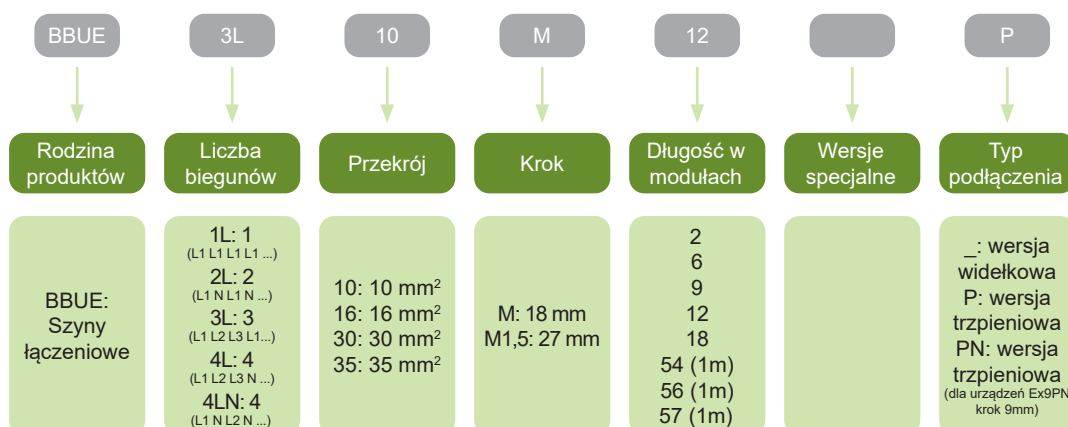 BBUE
3L
10
M
12
P
Rodzina
produktów
Liczba
biegunów
Przekrój
Krok
Długość w
modułach
Wersje
specjalne
Typ
podłączenia
BBUE:
Szyny
łączeniowe
1L: 1
(L1 L1 L1 L1 ...)
2L: 2
(L1 N L1 N ...)
3L: 3
(L1 L2 L3 L1...)
4L: 4
(L1 L2 L3 N ...)
4LN: 4
(L1 N L2 N ...)
10: 10 mm²
16: 16 mm²
30: 30 mm²
35: 35 mm²
M: 18 mm
M1,5: 27 mm
2
6
9
12
18
54 (1m)
56 (1m)
57 (1m)
_: wersja
widełkowa
P: wersja
trzpieniowa
PN: wersja
trzpieniowa
(dla urządzeń Ex9PN
krok 9mm)